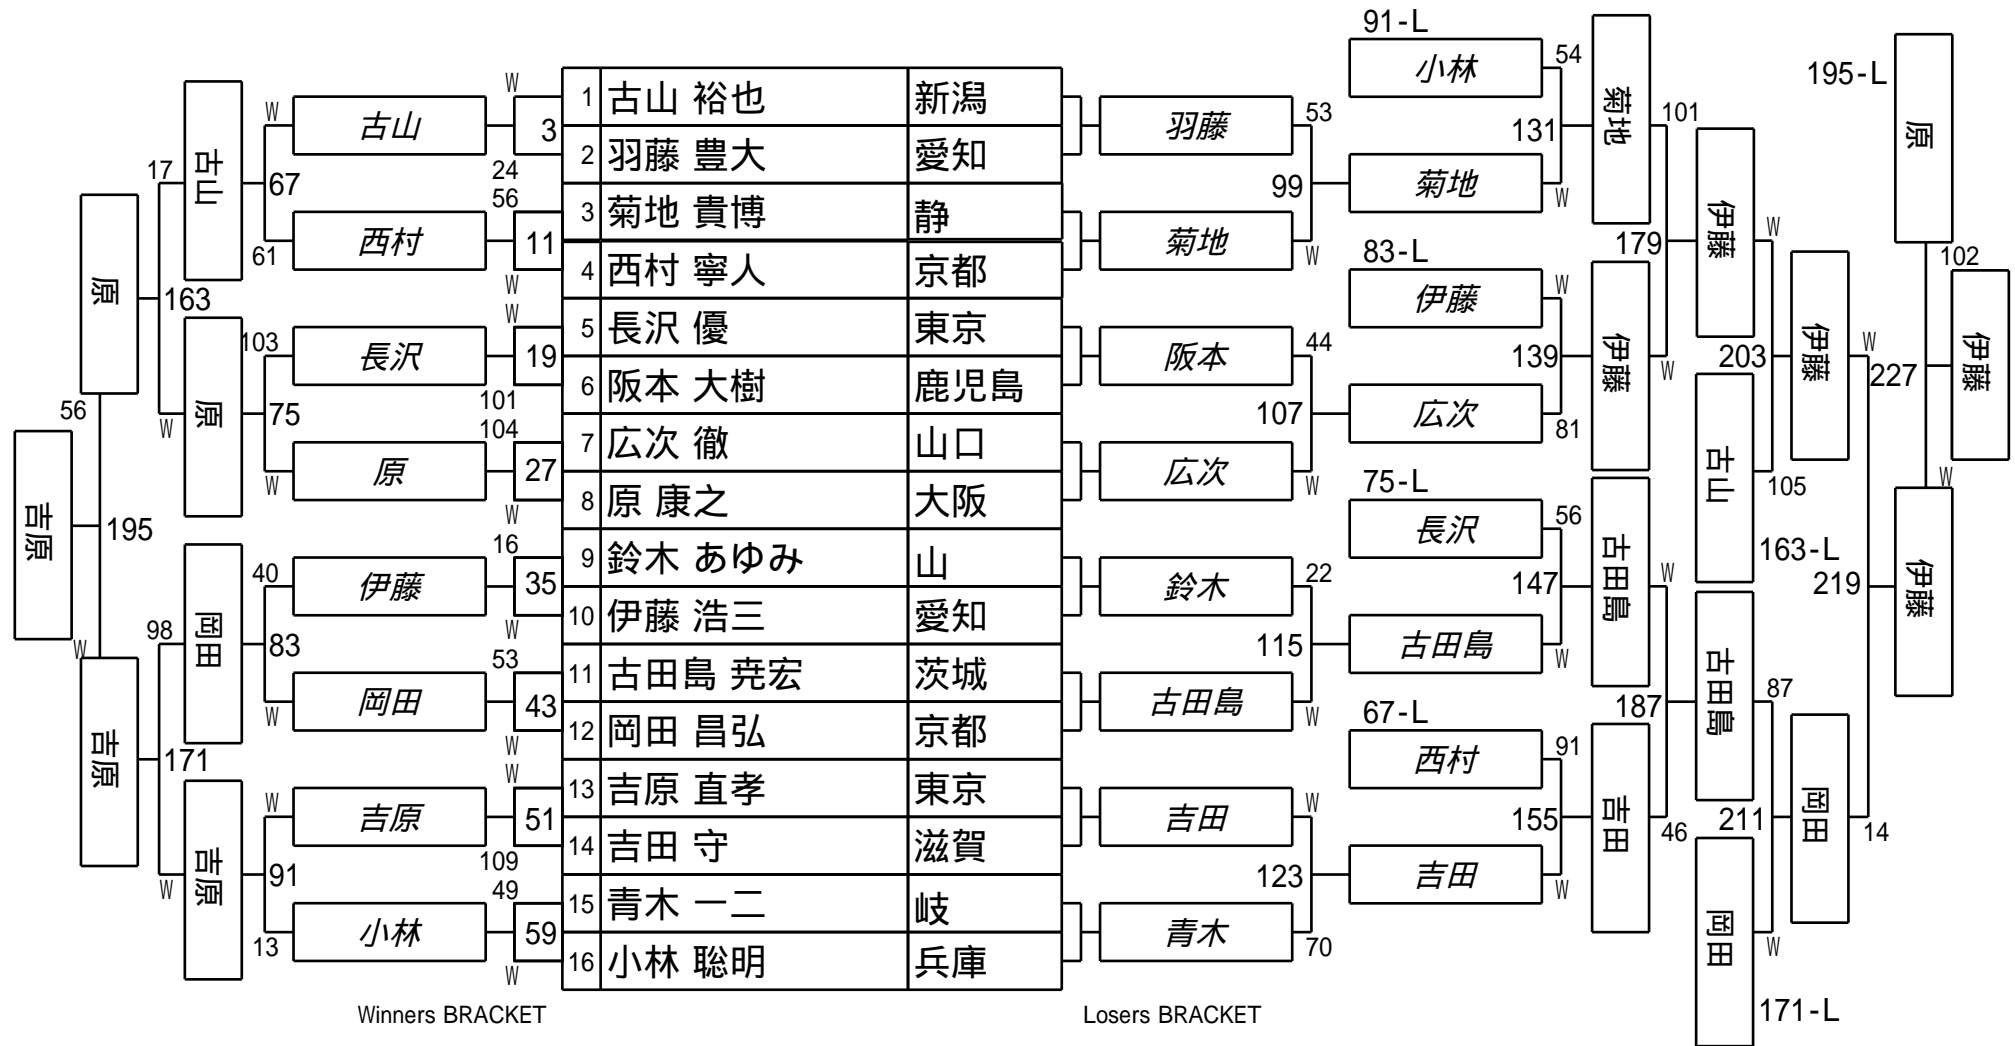 91-L
小林
54
菊地
131
101
菊地
W
195-L
原
102
伊藤
W
17
古山
W
古山
67
西村
61
原
163
103
長沢
75
原
W
W
原
56
吉原
195
W
吉原
98
岡田
40
伊藤
83
岡田
W
171
W
吉原
W
吉原
91
小林
13
W
3
24
1 古山 裕也 新潟
2 羽藤 豊大 愛知
56
11
W
3 菊地 貴博 静
4 西村 寧人 京都
W
19
101
5 長沢 優 東京
6 阪本 大樹 鹿児島
104
27
W
7 広次 徹 山口
8 原 康之 大阪
16
35
W
9 鈴木 あゆみ 山
10 伊藤 浩三 愛知
53
43
W
11 古田島 尭宏 茨城
12 岡田 昌弘 京都
W
51
109
13 吉原 直孝 東京
14 吉田 守 滋賀
49
59
W
15 青木 一二 岐
16 小林 聡明 兵庫
羽藤
53
99
菊地
W
阪本
44
107
広次
W
鈴木
22
115
古田島
W
吉田
W
123
青木
70
83-L
伊藤
W
139
広次
81
伊藤
W
179
伊藤
W
203
古山
105
163-L
伊藤
W
227
伊藤
75-L
長沢
56
147
古田島
W
古田島
W
187
古田島
87
211
219
67-L
西村
91
155
吉田
W
吉田
46
岡田
W
171-L
岡田
14
Winners BRACKET
Losers BRACKET